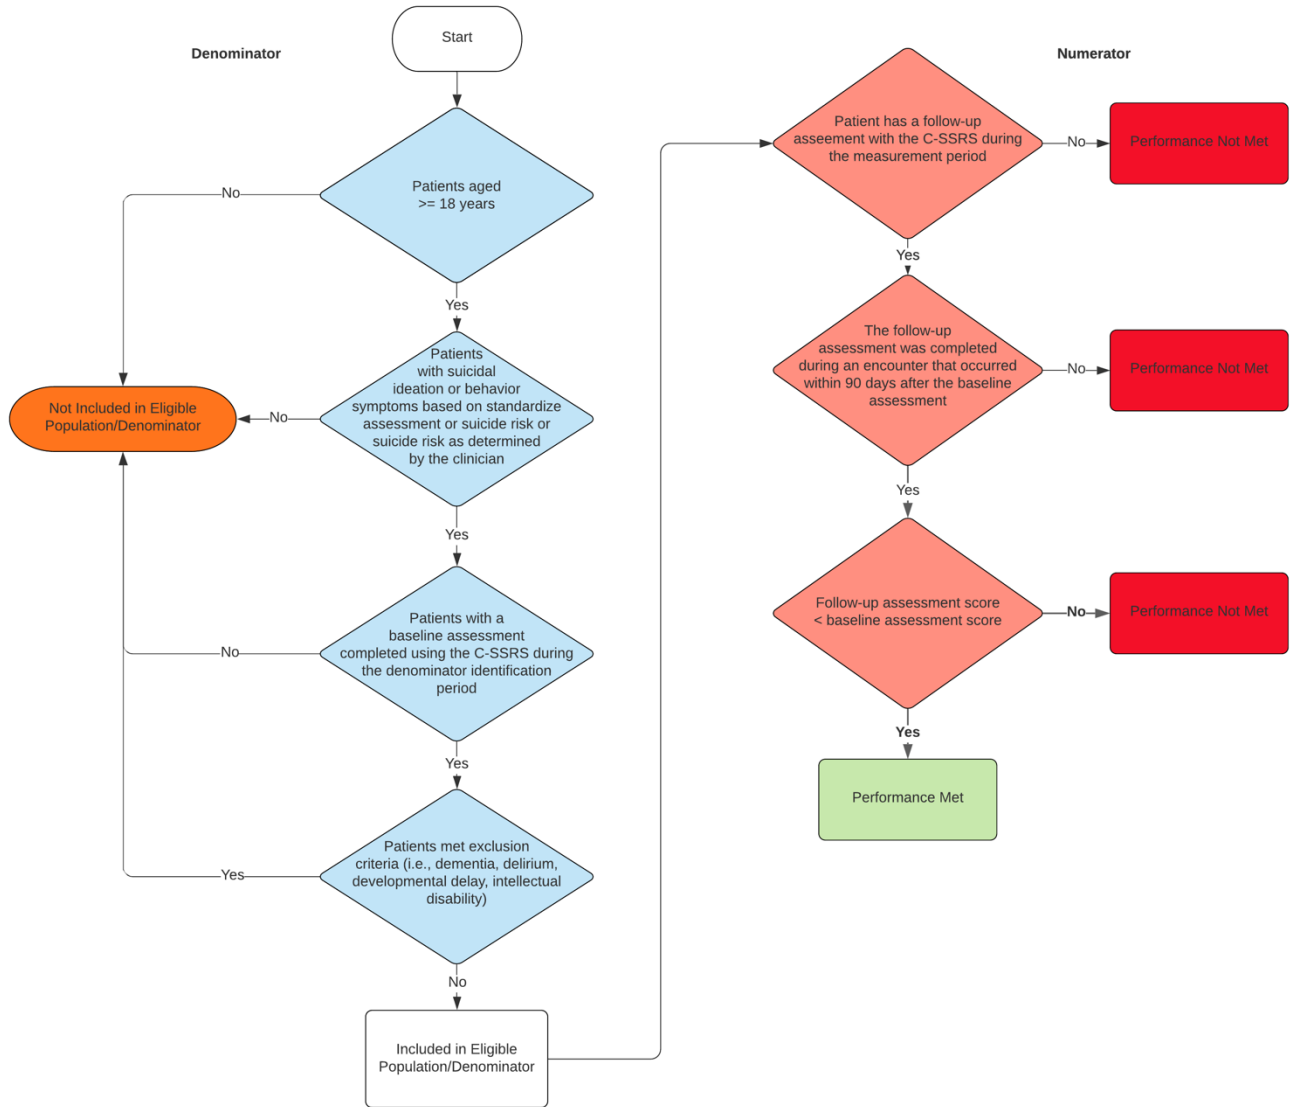 Start
Denominator
Patients aged
>= 18 years
No
Yes
Patients
with suicidal
ideation or behavior
symptoms based on standardize
assessment or suicide risk or
suicide risk as determined
by the clinician
No
Not Included in Eligible
Population/Denominator
Yes
Patients with a
baseline assessment
completed using the C-SSRS during
the denominator identification
period
No
Yes
Patients met exclusion
criteria (i.e., dementia, delirium,
developmental delay, intellectual
disability)
Yes
No
Included in Eligible
Population/Denominator
Numerator
Patient has a follow-up
asseement with the C-SSRS during
the measurement period
No
Performance Not Met
Yes
The follow-up
assessment was completed
during an encounter that occurred
within 90 days after the baseline
assessment
No
Performance Not Met
Yes
Follow-up assessment score
< baseline assessment score
No
Performance Not Met
Yes
Performance Met